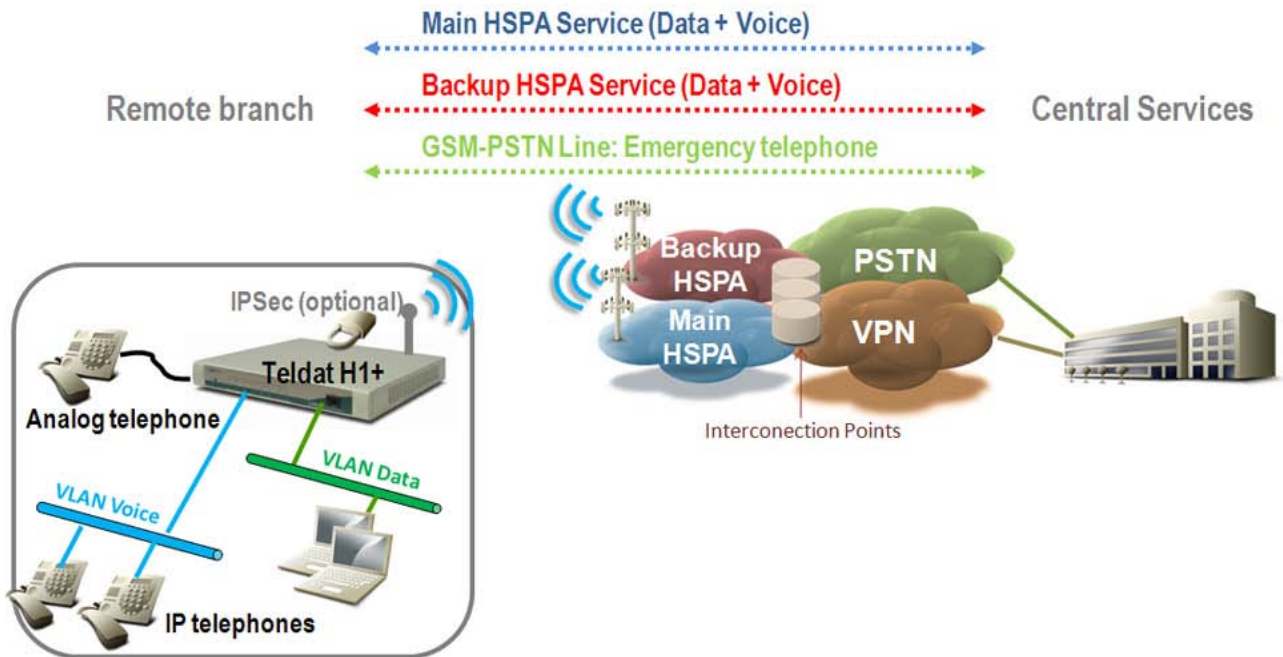 Main HSPA Service (Data + Voice)
Backup HSPA Service (Data + Voice)
Remote branch
Central Services
GSM-PSTN Line: Emergency telephone
Backup
HSPA
PSTN
IPSec (optional)
Main
HSPA
VPN
Teldat H1+
Analog telephone
Interconection Points
VLAN Data
VLAN Voice
IP telephones